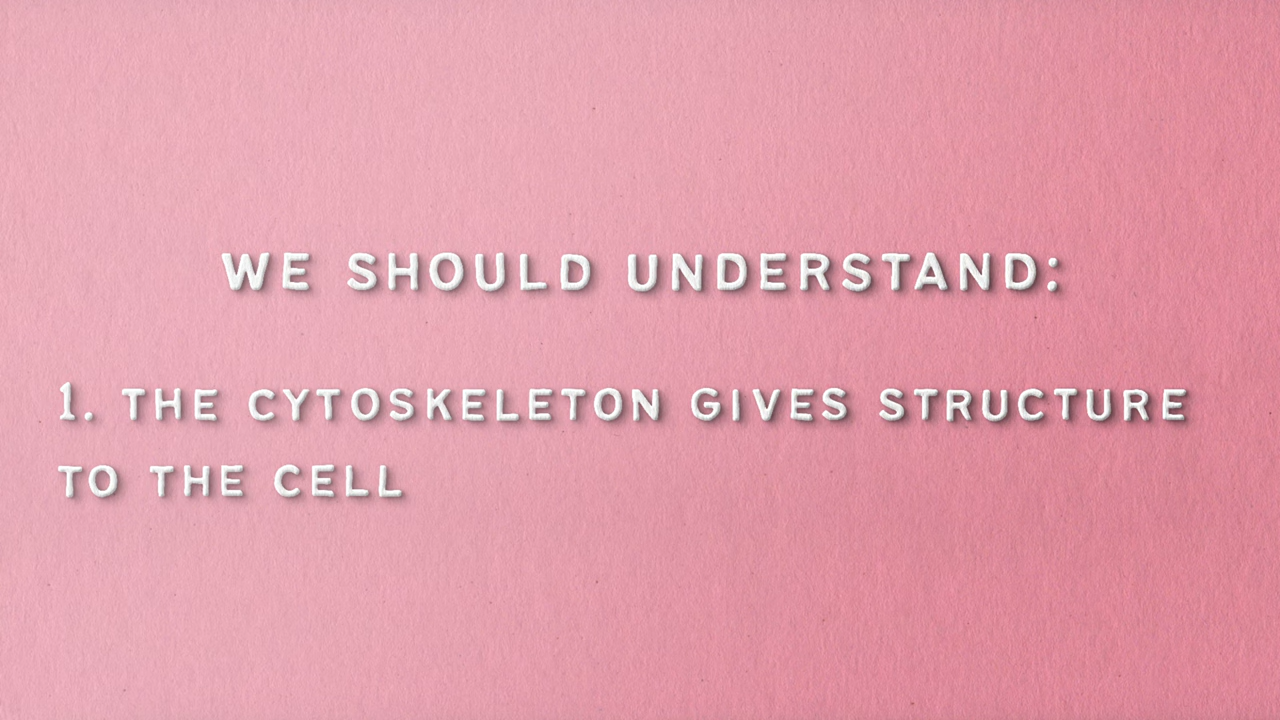 WE SHOULD UNDERSTAND:
1. THE CYTOSKELETON GIVES STRUCTURE
TO THE CELL